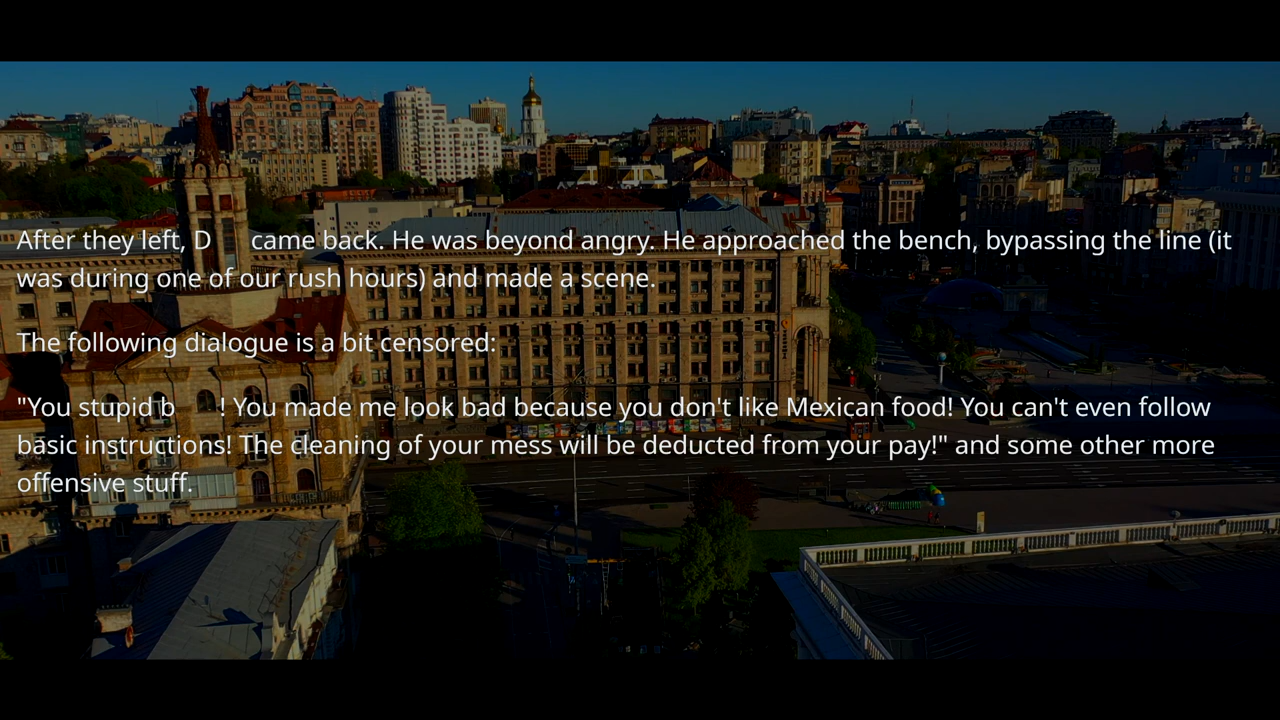 After they left, D came back. He was beyond angry. He approached the bench, bypassing the line (it
was during one of our rush hours) and made a scene.
The following dialogue is a bit censored:
"You stupid b ! You made me look bad because you don't like Mexican food! You can't even follow
basic instructions! The cleaning of your mess will be deducted from your pay!" and some other more
offensive stuff.